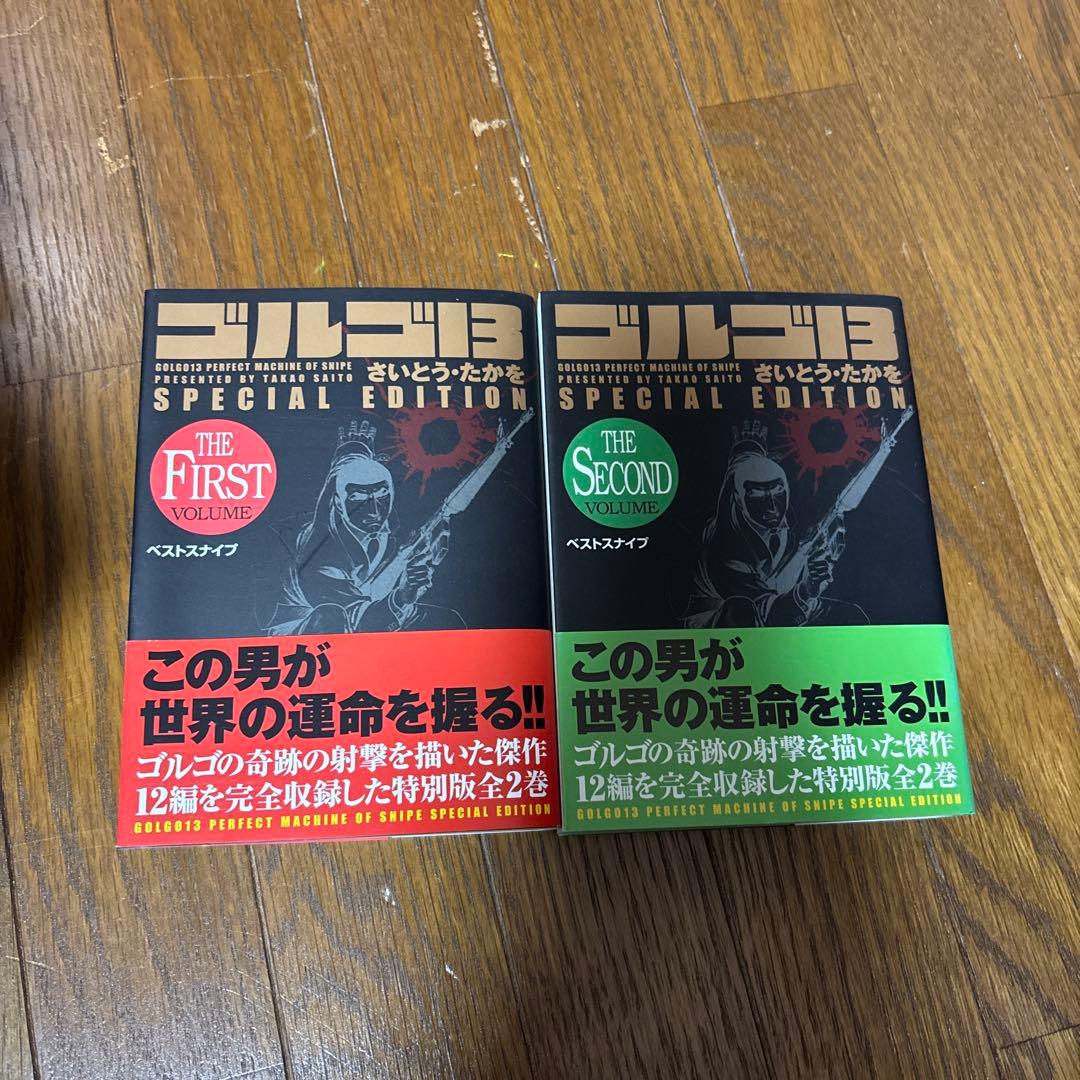 ゴルゴ13
GOLGO13 PERFECT MACHINE OF SNIPE
PRESENTED BY TAKAO SAITO
さいとう・たかを
SPECIAL EDITION
THE
FIRST
VOLUME
ベストスナイプ
この男が
世界の運命を握る!!
ゴルゴの奇跡の射撃を描いた傑作
12編を完全収録した特別版全2巻
GOLGO13 PERFECT MACHINE OF SNIPE SPECIAL EDITION
ゴルゴ13
GOLGO13 PERFECT MACHINE OF SNIPE
PRESENTED BY TAKAO SAITO
さいとう・たかを
SPECIAL EDITION
THE
SECOND
VOLUME
ベストスナイプ
この男が
世界の運命を握る!!
ゴルゴの奇跡の射撃を描いた傑作
12編を完全収録した特別版全2巻
GOLGO13 PERFECT MACHINE OF SNIPE SPECIAL EDITION